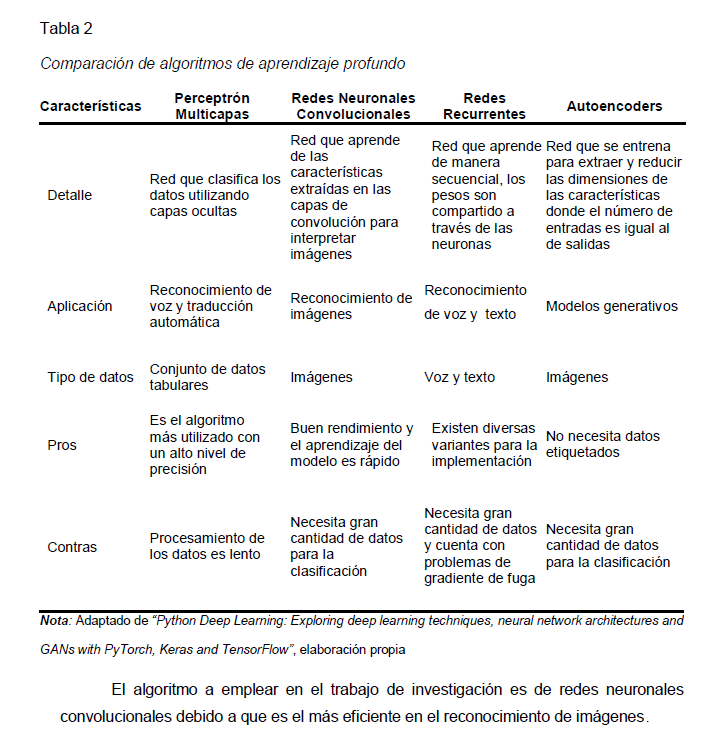 Tabla 2
Comparación de algoritmos de aprendizaje profundo
Características
Perceptrón
Multicapas
Redes Neuronales
Convolucionales
Redes
Recurrentes
Autoencoders
Detalle
Red que clasifica los
datos utilizando
capas ocultas
Red que aprende
de las
características
extraídas en las
capas de
convolución para
interpretar
imágenes
Red que aprende
de manera
secuencial, los
pesos son
compartido a
través de las
neuronas
Red que se entrena
para extraer y reducir
las dimensiones de
las características
donde el número de
entradas es igual al
de salidas
Aplicación
Reconocimiento de
voz y traducción
automática
Reconocimiento de
imágenes
Reconocimiento
de voz y texto
Modelos generativos
Tipo de datos
Conjunto de datos
tabulares
Imágenes
Voz y texto
Imágenes
Pros
Es el algoritmo
más utilizado con
un alto nivel de
precisión
Buen rendimiento y
el aprendizaje del
modelo es rápido
Existen diversas
variantes para la
implementación
No necesita datos
etiquetados
Contras
Procesamiento de
los datos es lento
Necesita gran
cantidad de datos
para la
clasificación
Necesita gran
cantidad de datos
y cuenta con
problemas de
gradiente de fuga
Necesita gran
cantidad de datos
para la clasificación
Nota: Adaptado de “Python Deep Learning: Exploring deep learning techniques, neural network architectures and
GANs with PyTorch, Keras and TensorFlow”, elaboración propia
El algoritmo a emplear en el trabajo de investigación es de redes neuronales
convolucionales debido a que es el más eficiente en el reconocimiento de imágenes.